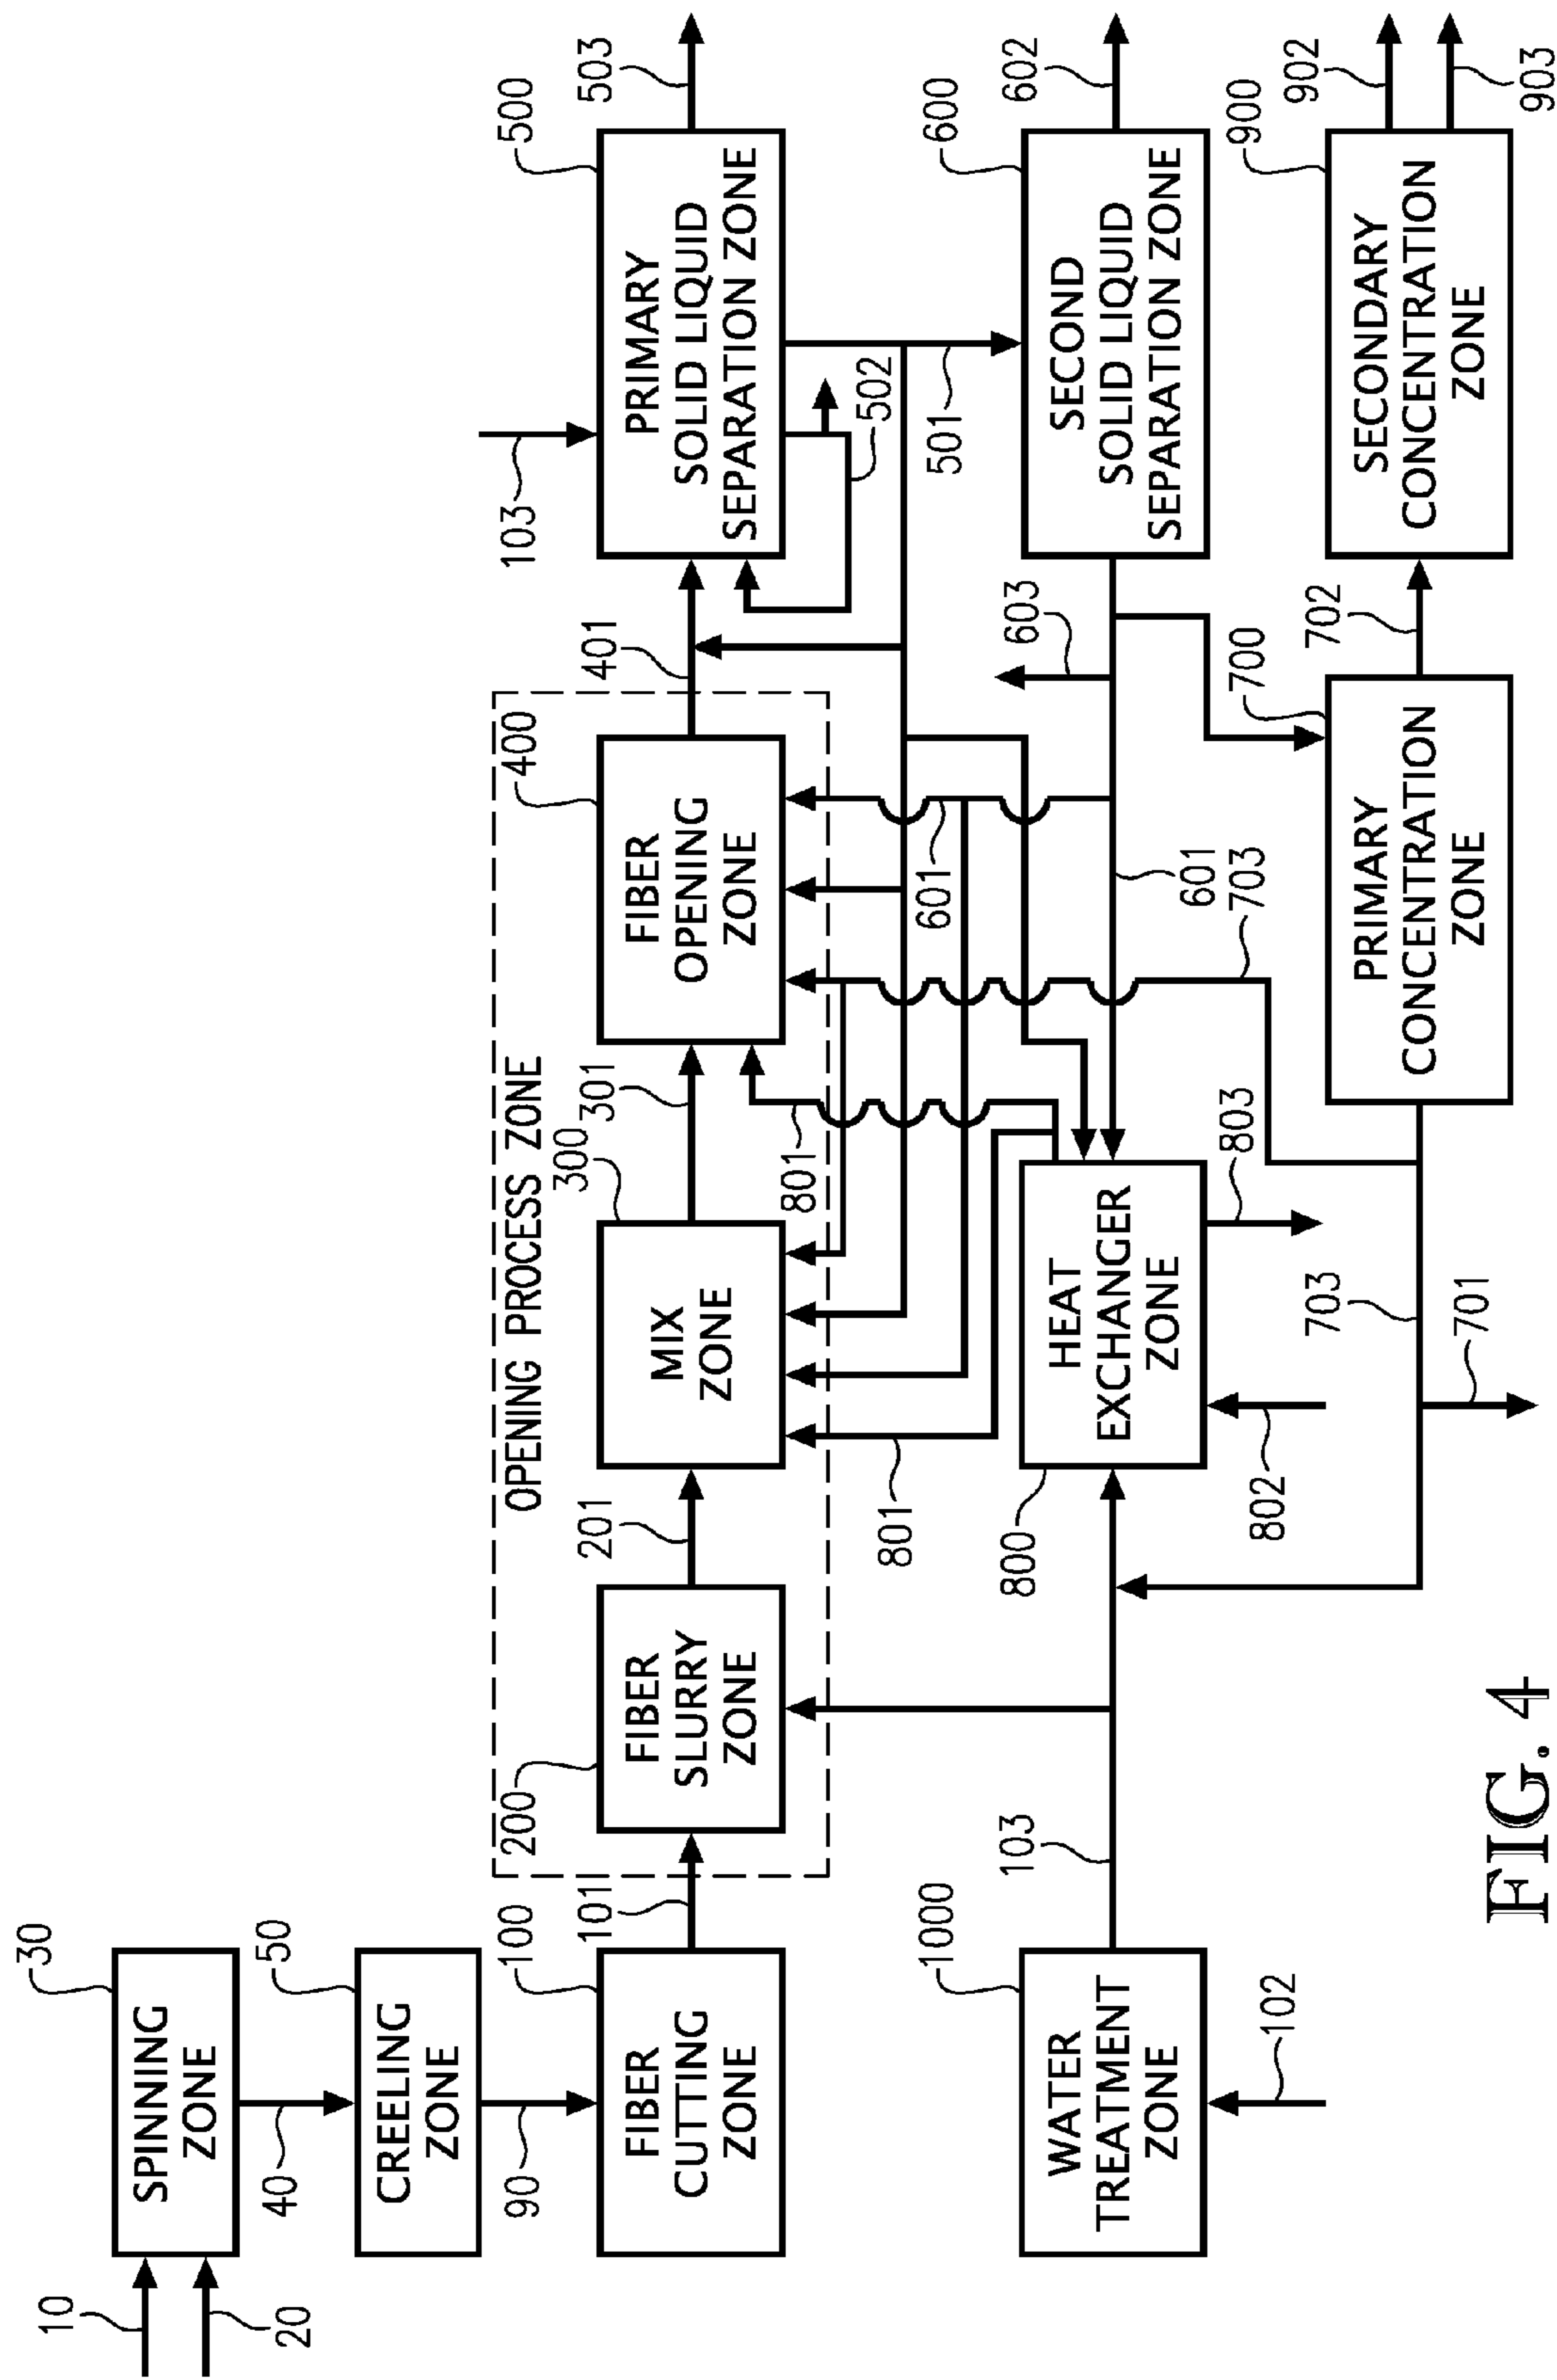 10
20
30
SPINNING
ZONE
40
50
CREELING
ZONE
90
100
FIBER
CUTTING
ZONE
101
OPENING PROCESS ZONE
200
FIBER
SLURRY
ZONE
201
300
MIX
ZONE
301
400
FIBER
OPENING
ZONE
401
103
500
PRIMARY
SOLID LIQUID
SEPARATION ZONE
503
502
501
801
801
601
1000
WATER
TREATMENT
ZONE
102
103
800
HEAT
EXCHANGER
ZONE
802
803
601
703
603
600
SECOND
SOLID LIQUID
SEPARATION ZONE
602
703
701
700
PRIMARY
CONCENTRATION
ZONE
702
900
SECONDARY
CONCENTRATION
ZONE
902
903
FIG. 4